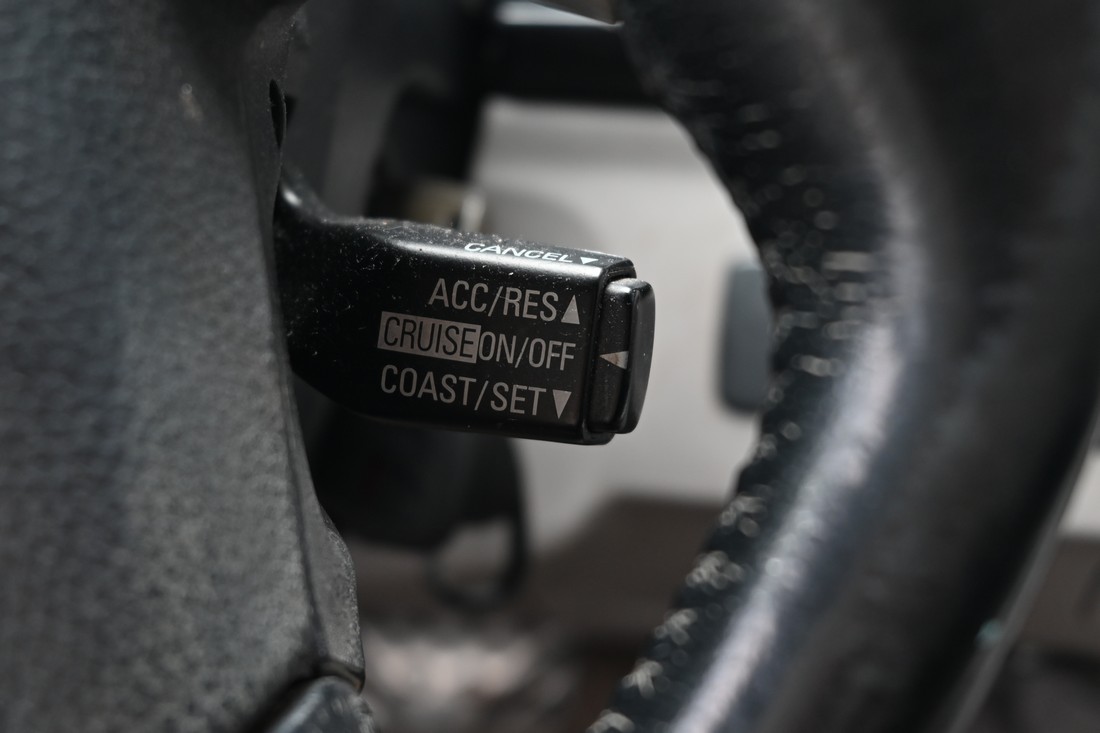 CANCEL▼
ACC/RES▲
CRUISE ON/OFF ◀
COAST/SET▼